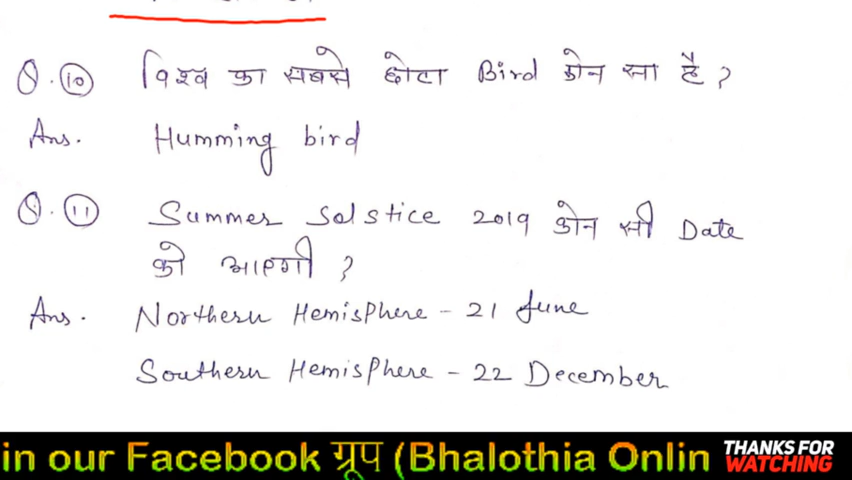 Q. 10 विश्व का सबसे छोटा Bird कोन सा है ?
Ans. Humming bird
Q. 11 Summer Solstice 2019 कोन सी Date
को आएगी ?
Ans. Northern Hemisphere - 21 June
Southern Hemisphere - 22 December
in our Facebook ग्रूप (Bhalothia Onlin
THANKS FOR
WATCHING